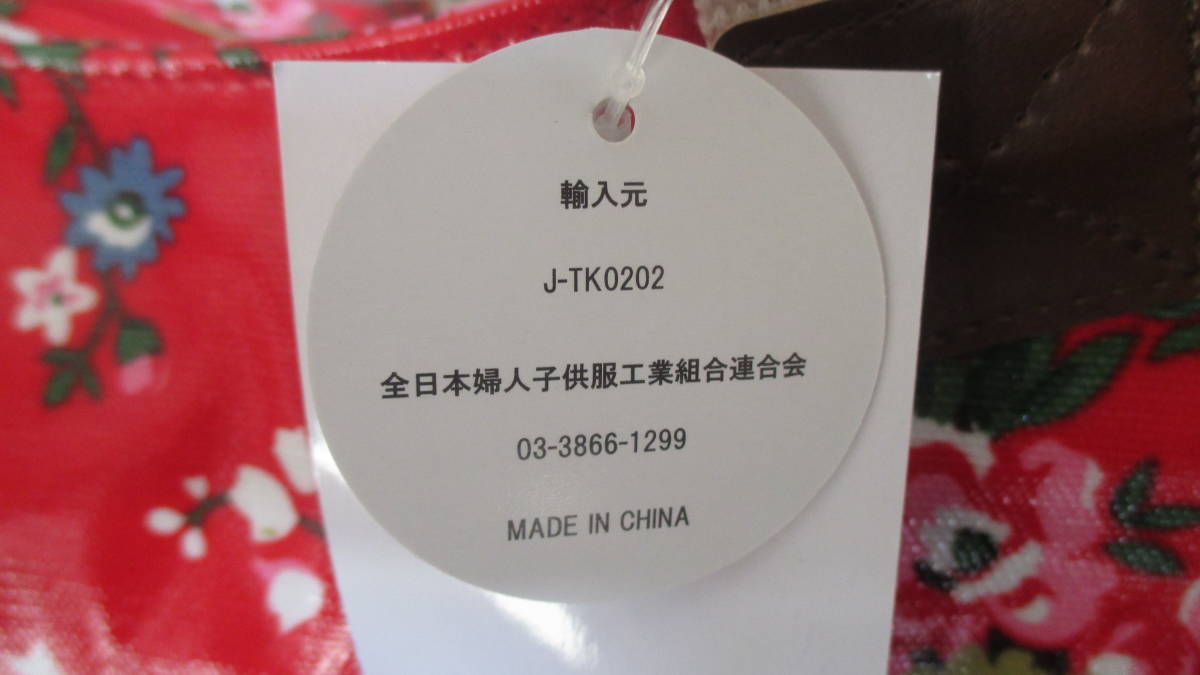 輸入元
J-TK0202
全日本婦人子供服工業組合連合会
03-3866-1299
MADE IN CHINA